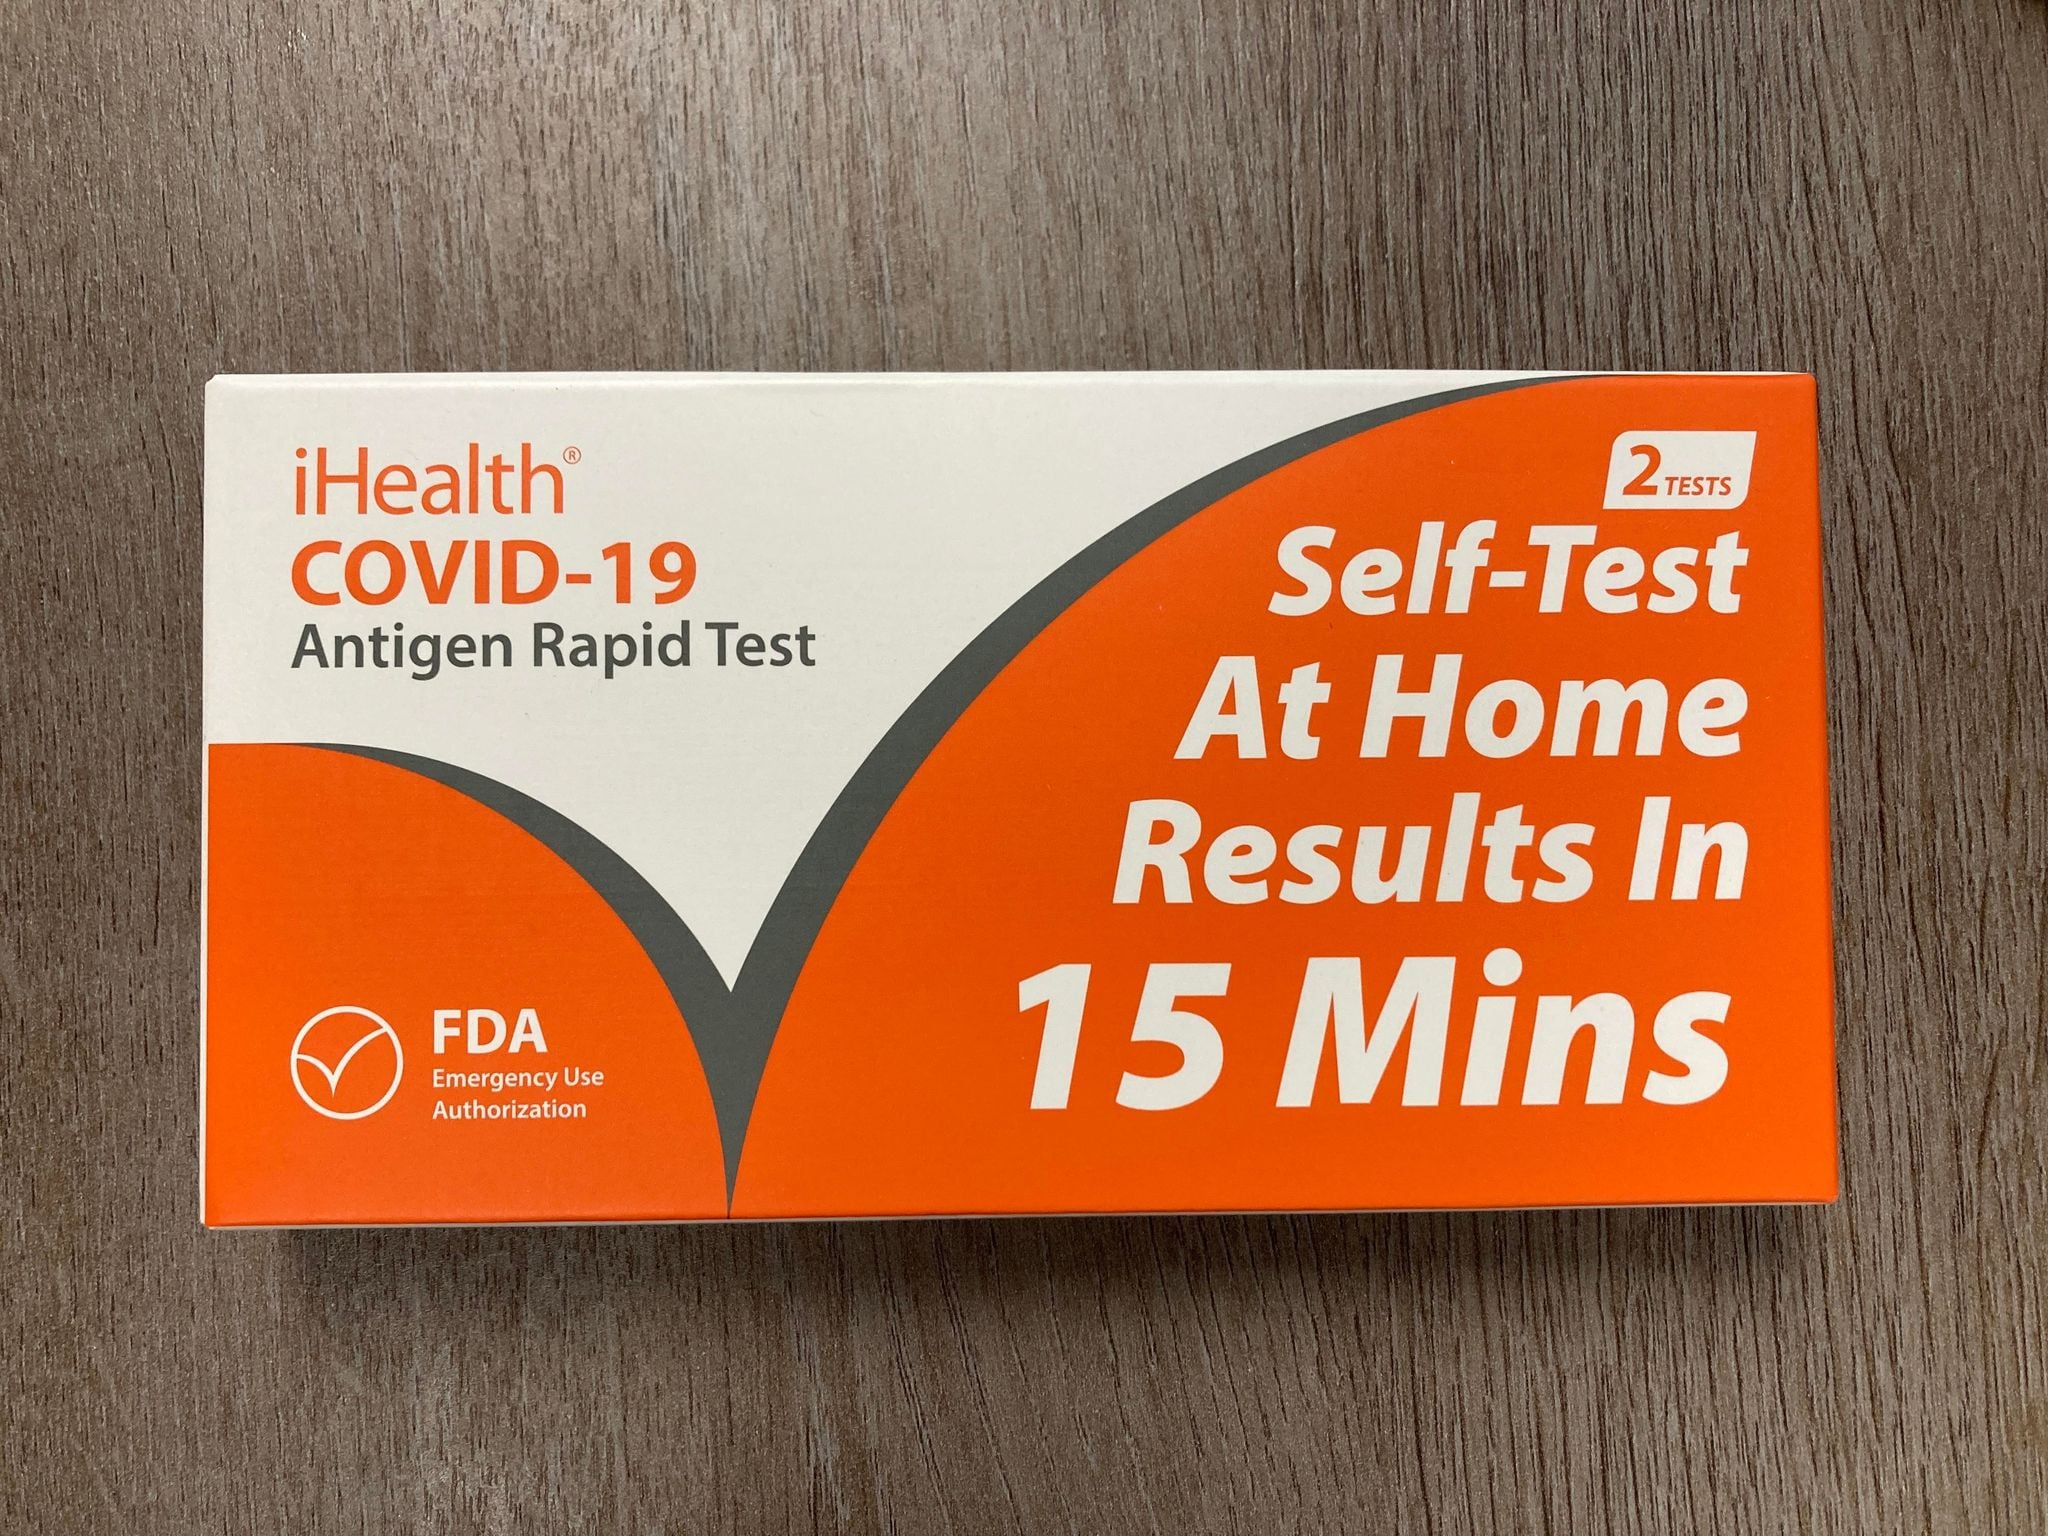 iHealth®
COVID-19
Antigen Rapid Test
2 TESTS
Self-Test
At Home
Results In
15 Mins
FDA
Emergency Use
Authorization